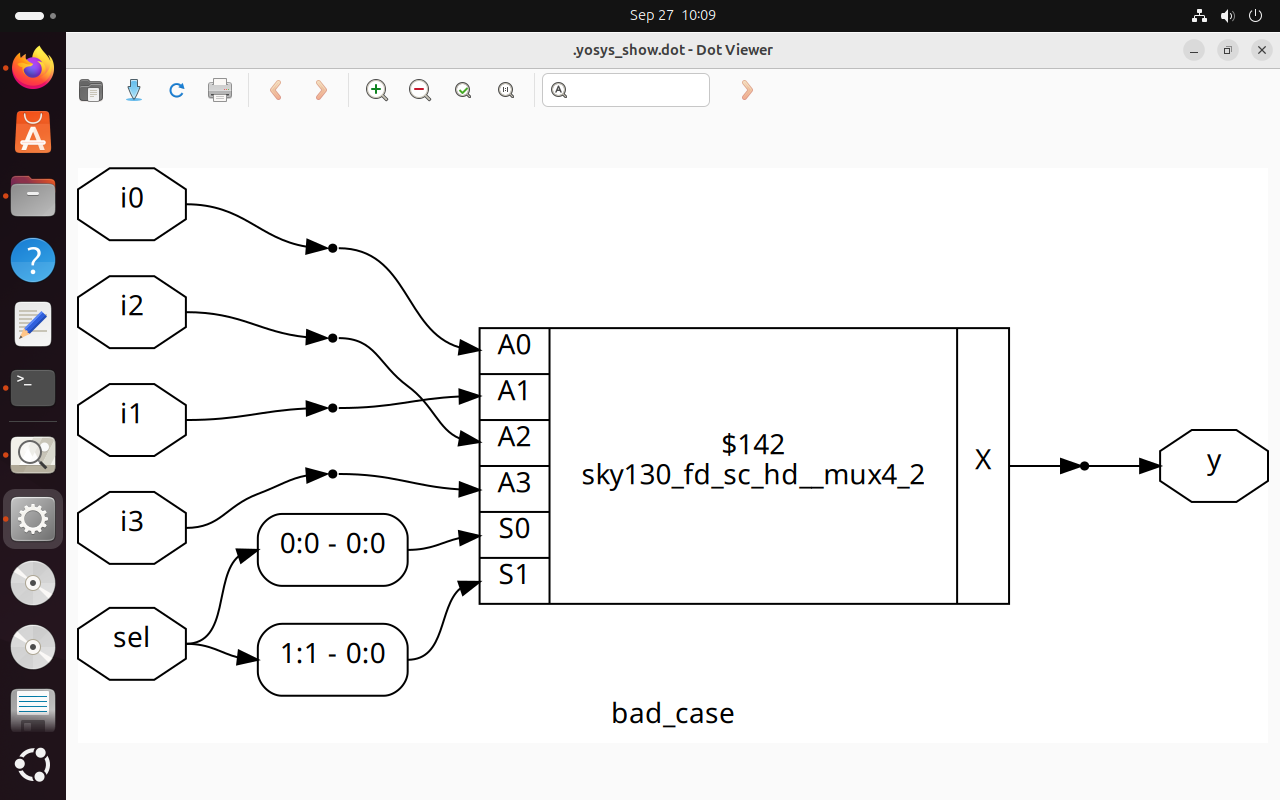 Sep 27 10:09
.yosys_show.dot - Dot Viewer
i0
i2
i1
i3
sel
0:0 - 0:0
1:1 - 0:0
A0
A1
A2
A3
S0
S1
$142
sky130_fd_sc_hd__mux4_2
X
y
bad_case